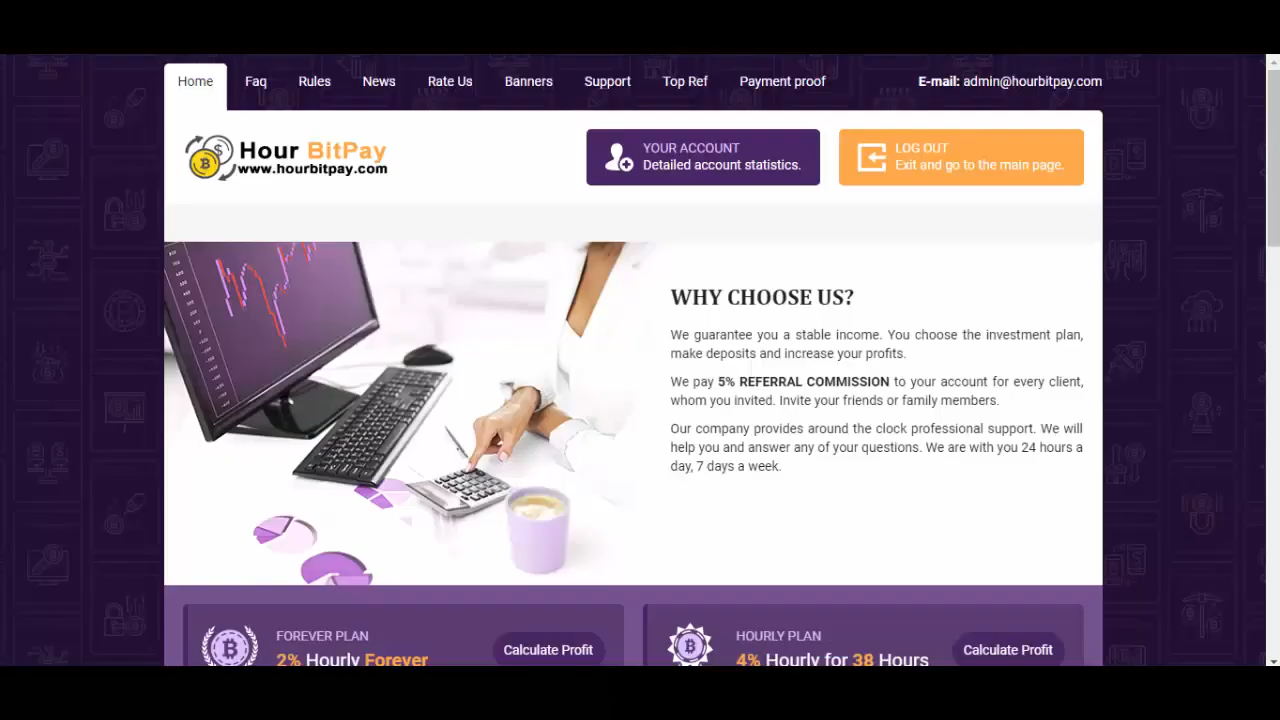 Home Faq Rules News Rate Us Banners Support Top Ref Payment proof E-mail: admin@hourbitpay.com
Hour BitPay
www.hourbitpay.com
YOUR ACCOUNT
Detailed account statistics.
LOG OUT
Exit and go to the main page.
WHY CHOOSE US?
We guarantee you a stable income. You choose the investment plan,
make deposits and increase your profits.
We pay 5% REFERRAL COMMISSION to your account for every client,
whom you invited. Invite your friends or family members.
Our company provides around the clock professional support. We will
help you and answer any of your questions. We are with you 24 hours a
day, 7 days a week.
FOREVER PLAN
2% Hourly Forever
Calculate Profit
HOURLY PLAN
4% Hourly for 38 Hours
Calculate Profit